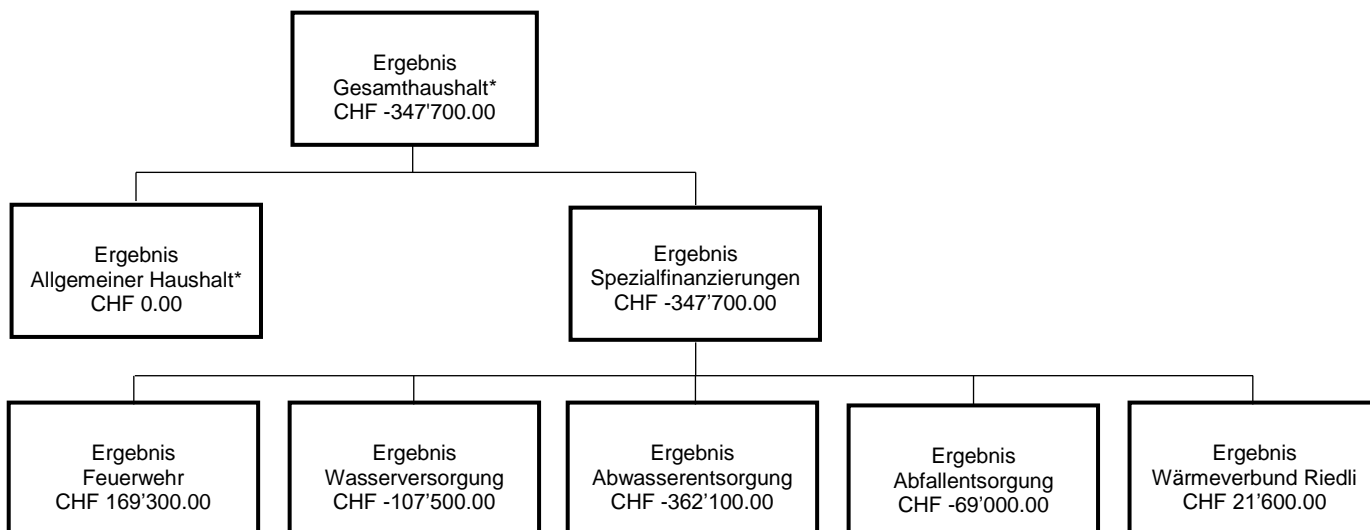 Ergebnis
Gesamthaushalt*
CHF -347'700.00
Ergebnis
Allgemeiner Haushalt*
CHF 0.00
Ergebnis
Spezialfinanzierungen
CHF -347’700.00
Ergebnis
Feuerwehr
CHF 169’300.00
Ergebnis
Wasserversorgung
CHF -107’500.00
Ergebnis
Abwasserentsorgung
CHF -362’100.00
Ergebnis
Abfallentsorgung
CHF -69’000.00
Ergebnis
Wärmeverbund Riedli
CHF 21’600.00